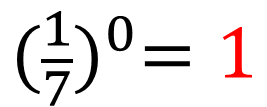 (1/7)⁰ = 1